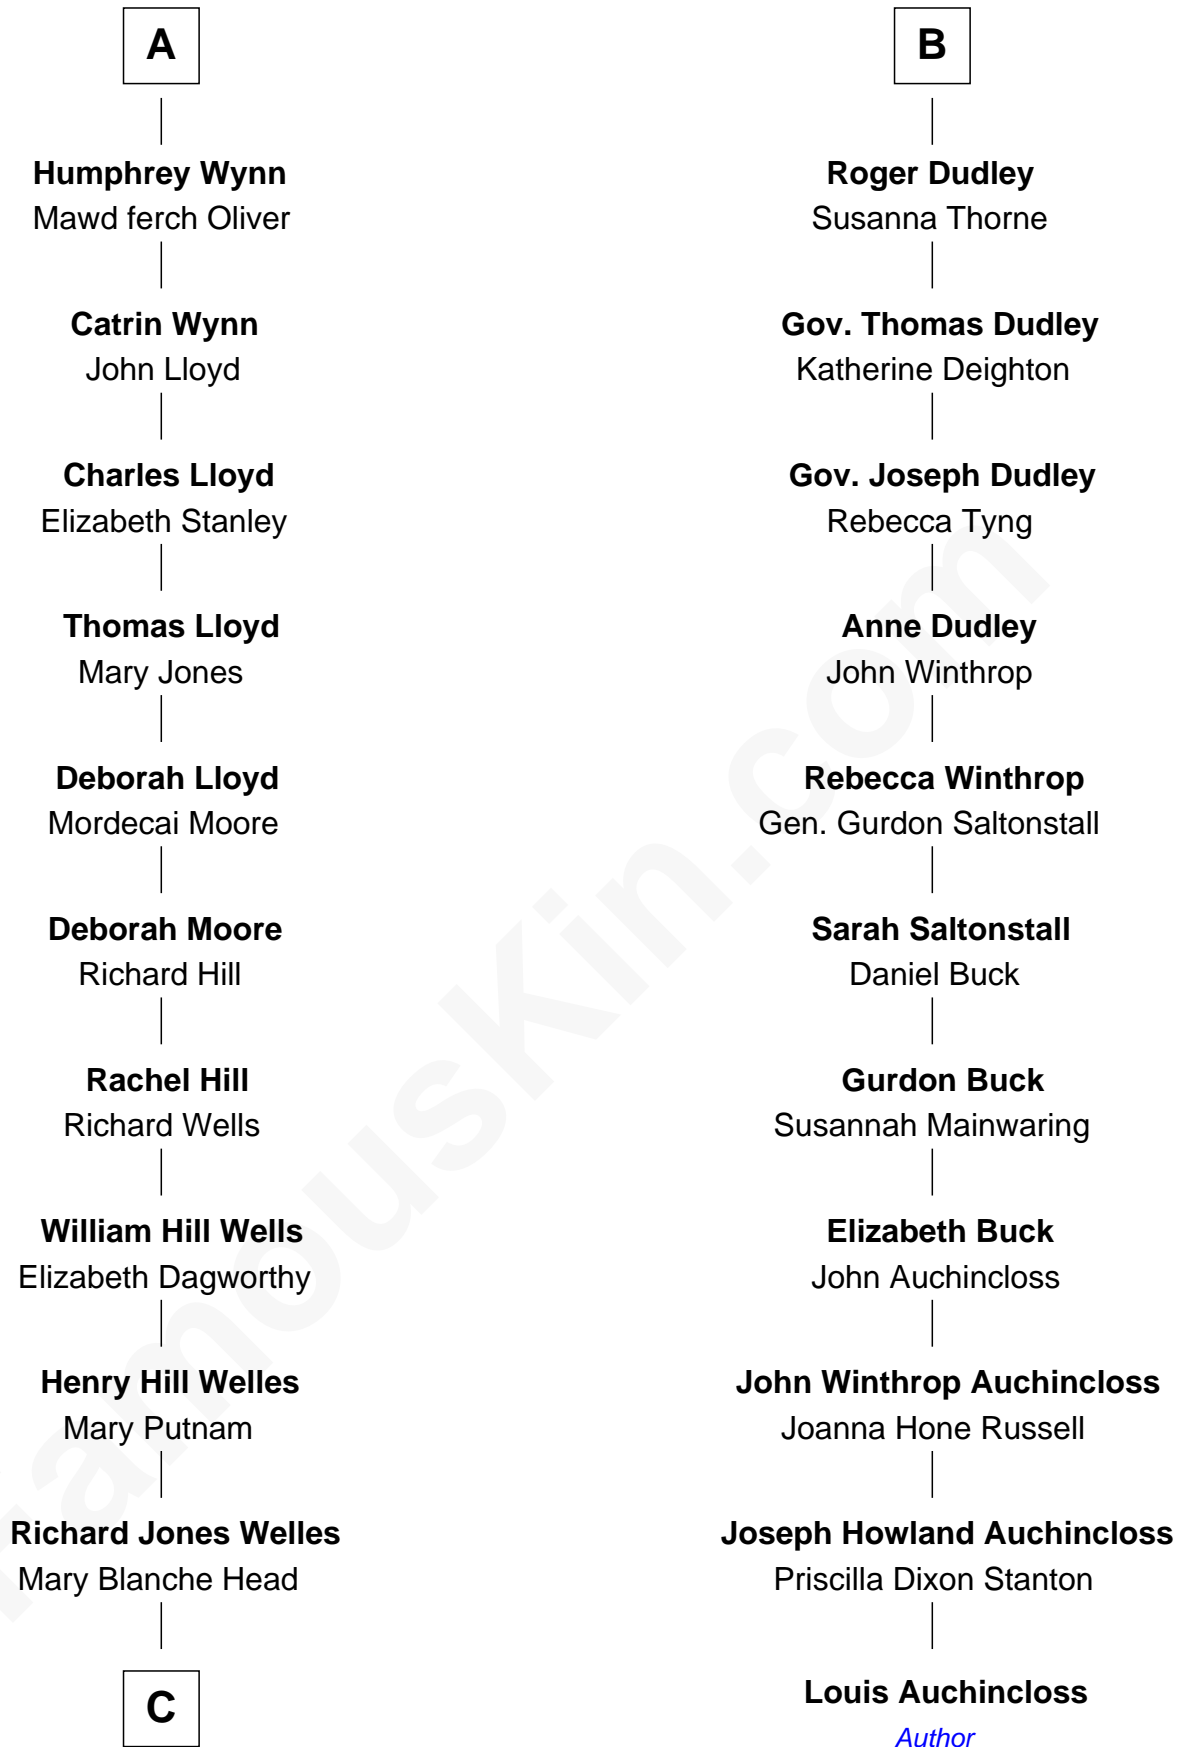 A
Humphrey Wynn
Mawd ferch Oliver
Catrin Wynn
John Lloyd
Charles Lloyd
Elizabeth Stanley
Thomas Lloyd
Mary Jones
Deborah Lloyd
Mordecai Moore
Deborah Moore
Richard Hill
Rachel Hill
Richard Wells
William Hill Wells
Elizabeth Dagworthy
Henry Hill Welles
Mary Putnam
Richard Jones Welles
Mary Blanche Head
C
B
Roger Dudley
Susanna Thorne
Gov. Thomas Dudley
Katherine Deighton
Gov. Joseph Dudley
Rebecca Tyng
Anne Dudley
John Winthrop
Rebecca Winthrop
Gen. Gurdon Saltonstall
Sarah Saltonstall
Daniel Buck
Gurdon Buck
Susannah Mainwaring
Elizabeth Buck
John Auchincloss
John Winthrop Auchincloss
Joanna Hone Russell
Joseph Howland Auchincloss
Priscilla Dixon Stanton
Louis Auchincloss
Author
FamousKin.com